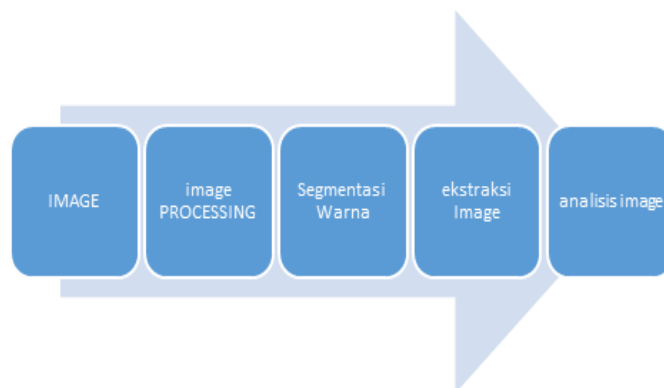 IMAGE
image
PROCESSING
Segmentasi
Warna
ekstraksi
Image
analisis image